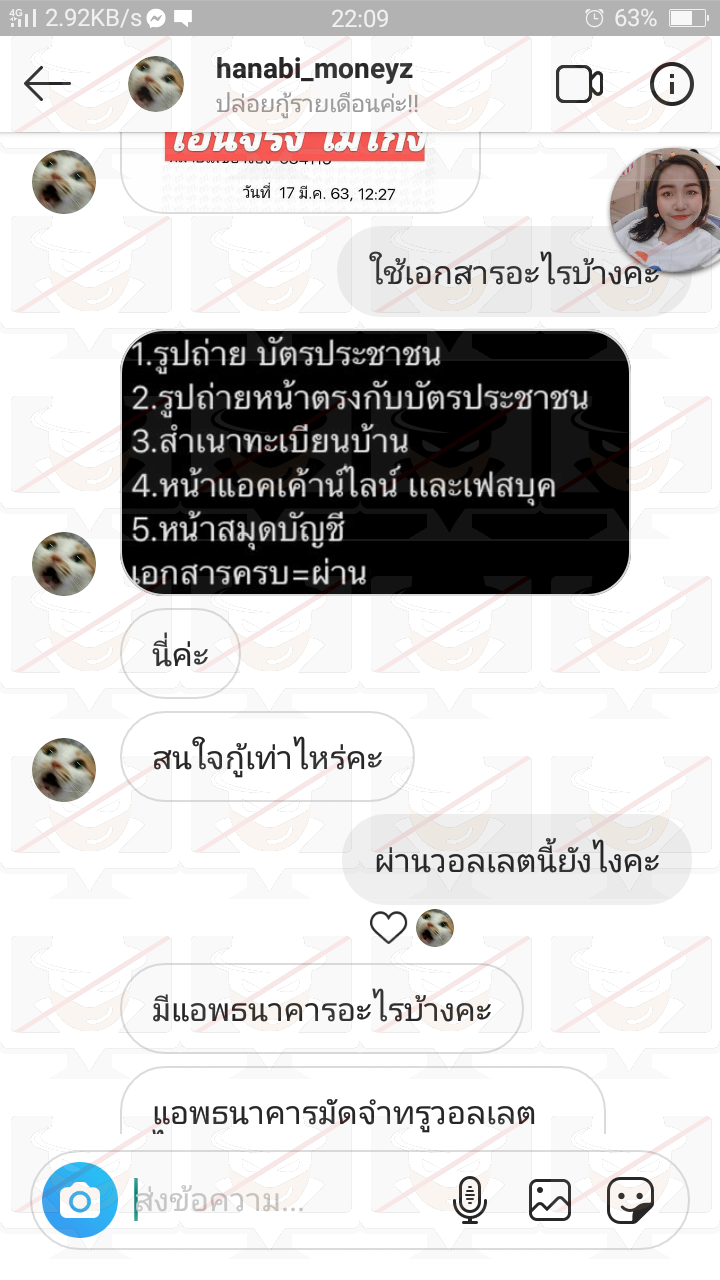 4G 2.92KB/s 22:09 63%
hanabi_moneyz
ปล่อยกู้รายเดือนค่ะ!!
โอนจริง ไม่โกง
วันที่ 17 มี.ค. 63, 12:27
ใช้เอกสารอะไรบ้างคะ
1.รูปถ่าย บัตรประชาชน
2.รูปถ่ายหน้าตรงกับบัตรประชาชน
3.สำเนาทะเบียนบ้าน
4.หน้าแอคเค้าน์ไลน์ และเฟสบุค
5.หน้าสมุดบัญชี
เอกสารครบ=ผ่าน
นี่ค่ะ
สนใจกู้เท่าไหร่คะ
ผ่านวอลเลตนี้ยังไงคะ
มีแอพธนาคารอะไรบ้างคะ
แอพธนาคารมัดจำทรูวอลเลต
ส่งข้อความ...